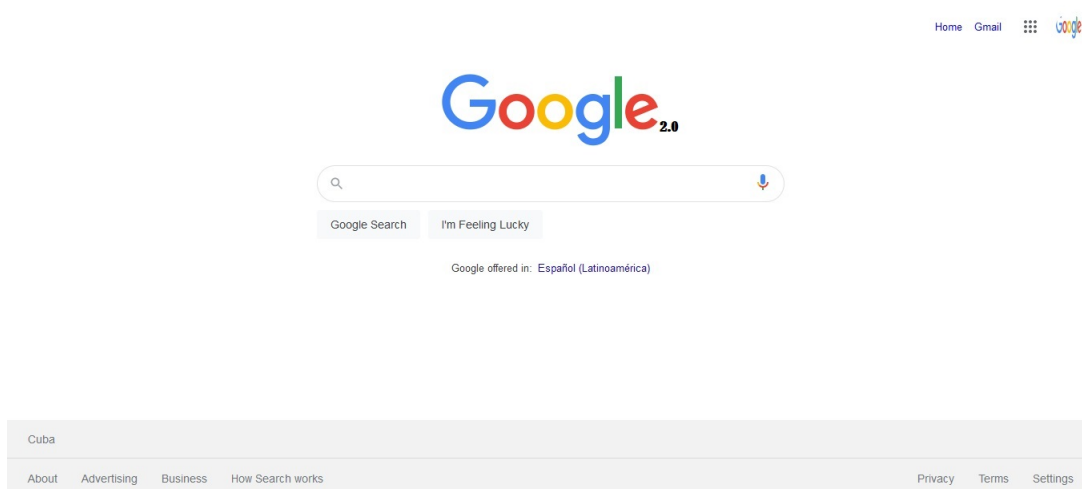 Home Gmail Google
Google 2.0
Google Search I'm Feeling Lucky
Google offered in: Español (Latinoamérica)
Cuba
About Advertising Business How Search works Privacy Terms Settings